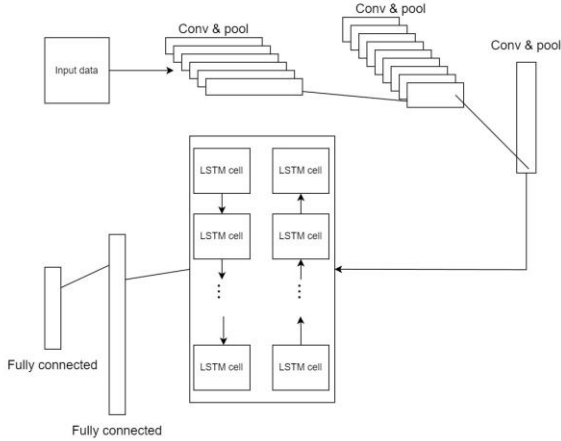 Conv & pool
Conv & pool
Conv & pool
Input data
LSTM cell
LSTM cell
LSTM cell
LSTM cell
LSTM cell
LSTM cell
Fully connected
Fully connected